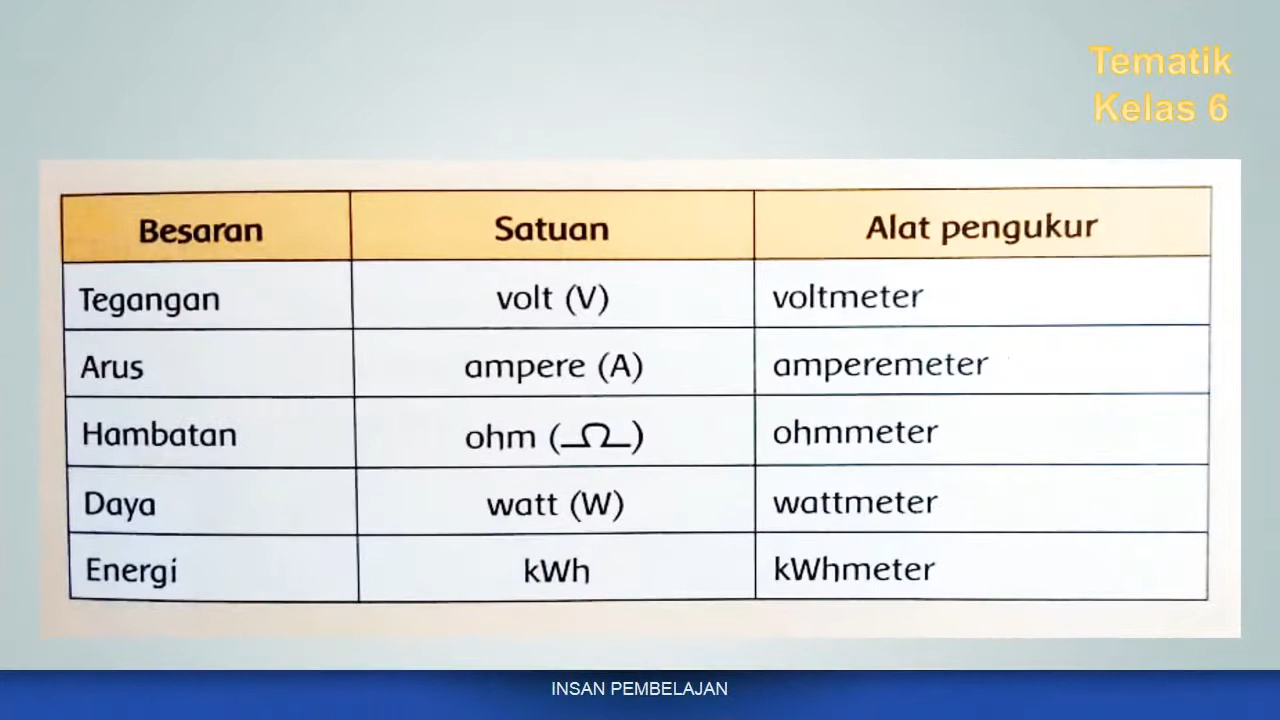 Tematik
Kelas 6
Besaran Satuan Alat pengukur
Tegangan volt (V) voltmeter
Arus ampere (A) amperemeter
Hambatan ohm (Ω) ohmmeter
Daya watt (W) wattmeter
Energi kWh kWhmeter
INSAN PEMBELAJAN